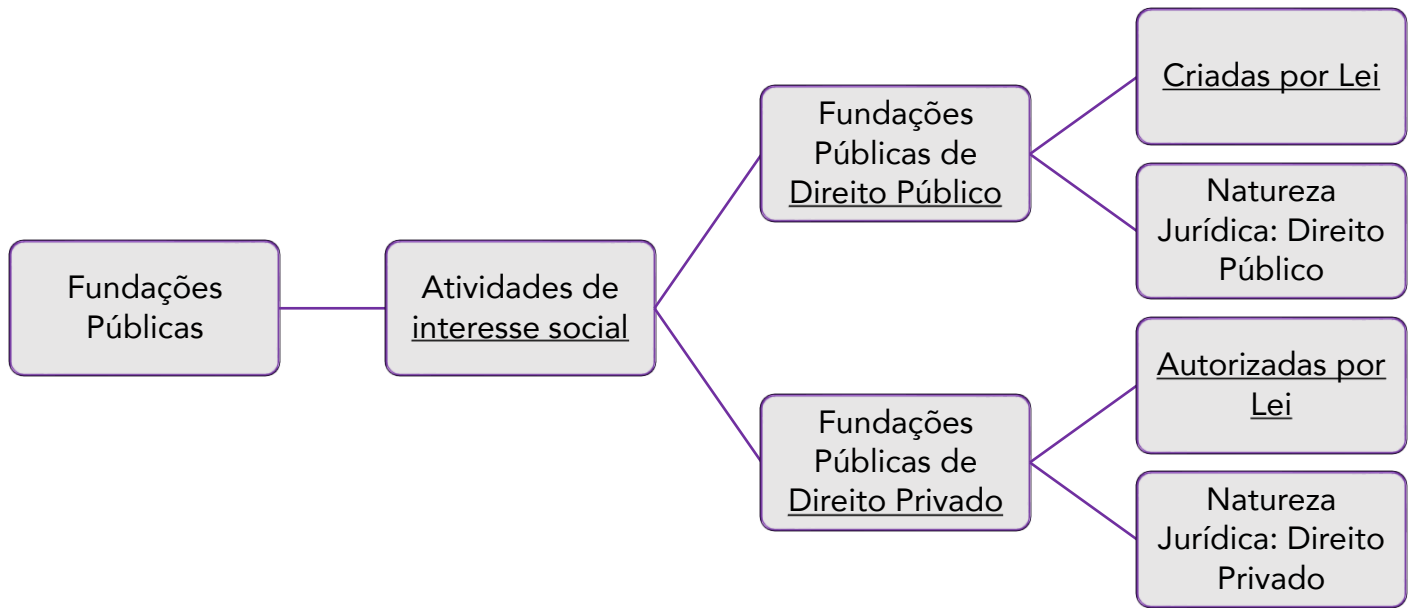 Fundações
Públicas
Atividades de
interesse social
Fundações
Públicas de
Direito Público
Criadas por Lei
Natureza
Jurídica: Direito
Público
Fundações
Públicas de
Direito Privado
Autorizadas por
Lei
Natureza
Jurídica: Direito
Privado